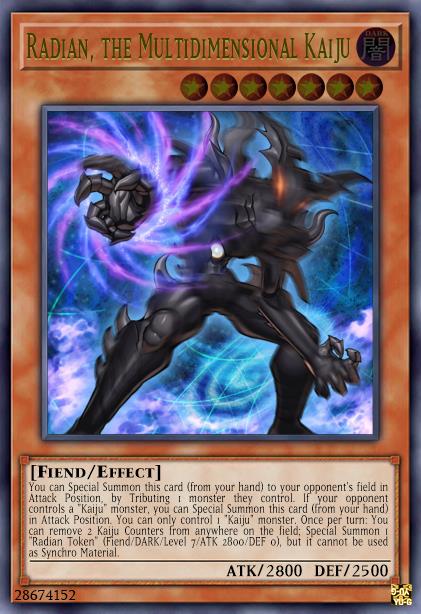 RADIAN, THE MULTIDIMENSIONAL KAIJU
DARK
闇
[FIEND/EFFECT]
You can Special Summon this card (from your hand) to your opponent's field in
Attack Position, by Tributing 1 monster they control. If your opponent
controls a "Kaiju" monster, you can Special Summon this card (from your hand)
in Attack Position. You can only control 1 "Kaiju" monster. Once per turn: You
can remove 2 Kaiju Counters from anywhere on the field; Special Summon 1
"Radian Token" (Fiend/DARK/Level 7/ATK 2800/DEF 0), but it cannot be used
as Synchro Material.
ATK/2800 DEF/2500
28674152